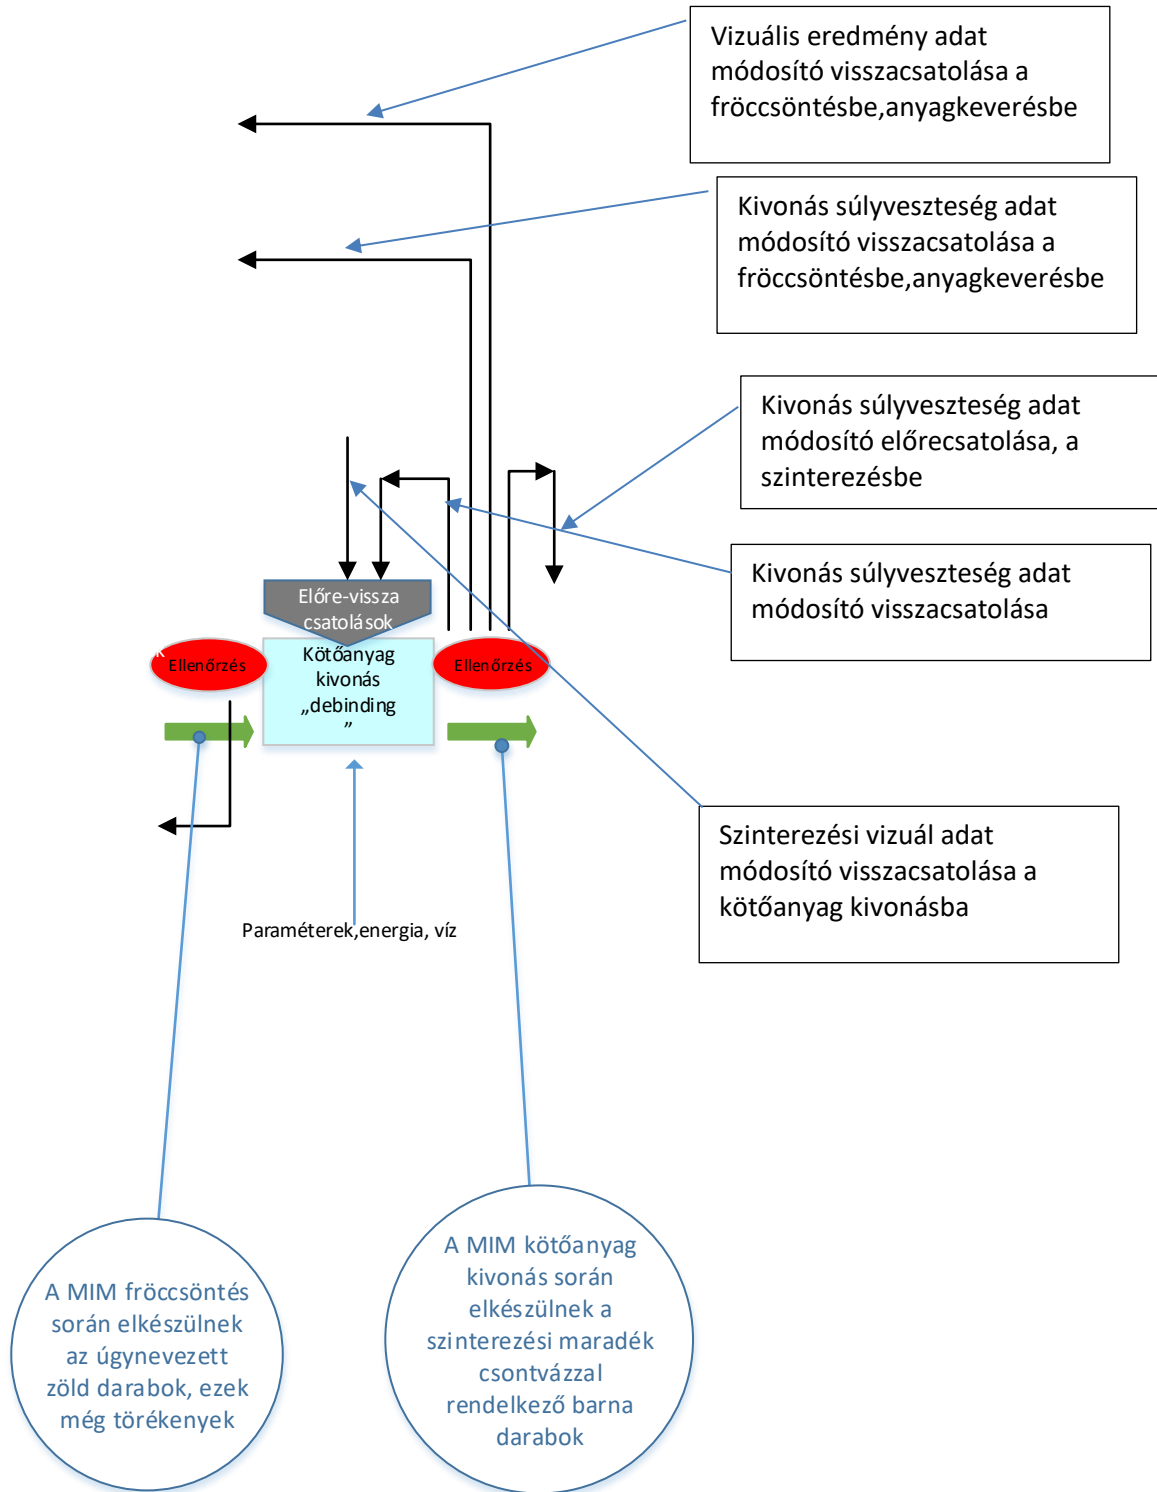 Vizuális eredmény adat
módosító visszacsatolása a
fröccsöntésbe,anyagkeverésbe
Kivonás súlyveszteség adat
módosító visszacsatolása a
fröccsöntésbe,anyagkeverésbe
Kivonás súlyveszteség adat
módosító előrecsatolása, a
szinterezésbe
Kivonás súlyveszteség adat
módosító visszacsatolása
Előre-vissza
csatolások
Ellenőrzés
Kötőanyag
kivonás
„debinding
”
Ellenőrzés
Szinterezési vizuál adat
módosító visszacsatolása a
kötőanyag kivonásba
Paraméterek,energia, víz
A MIM fröccsöntés
során elkészülnek
az úgynevezett
zöld darabok, ezek
még törékenyek
A MIM kötőanyag
kivonás során
elkészülnek a
szinterezési maradék
csontvázzal
rendelkező barna
darabok